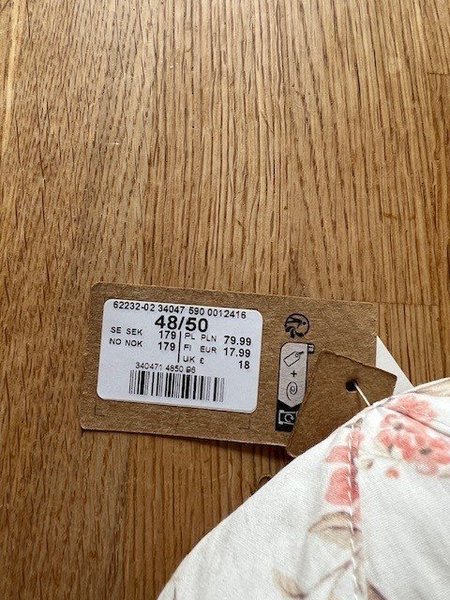 62232-02 34047 590 0012416
48/50
SE SEK 179 PL PLN 79.99
NO NOK 179 FI EUR 17.99
UK £ 18
340471 4850 96